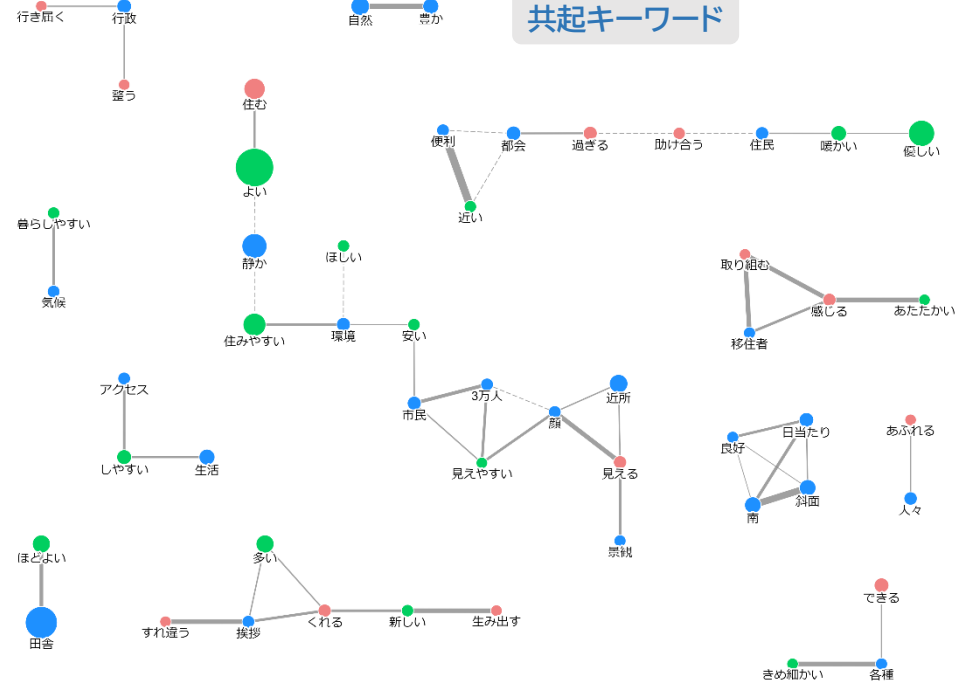 行き届く
行政
自然
豊か
共起キーワード
整う
住む
便利
都会
過ぎる
助け合う
住民
暖かい
優しい
よい
近い
暮らしやすい
静か
ほしい
取り組む
気候
感じる
あたたかい
住みやすい
環境
安い
移住者
アクセス
3万人
近所
市民
顔
日当たり
あふれる
良好
しやすい
生活
見えやすい
見える
斜面
南
人々
景観
ほどよい
多い
できる
田舎
すれ違う
挨拶
くれる
新しい
生み出す
きめ細かい
各種